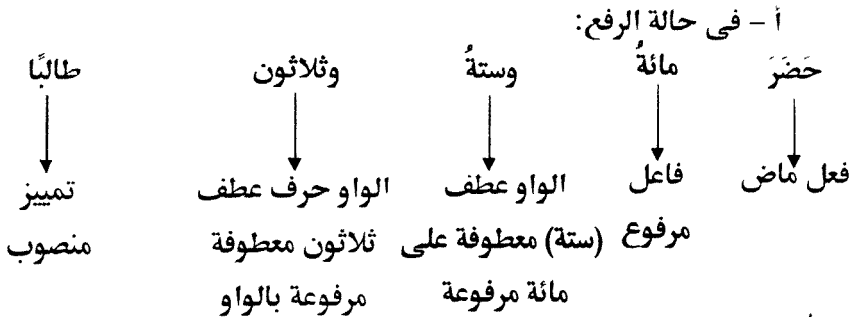 أ – فى حالة الرفع:
حَضَرَ مائةُ وستةُ وثلاثون طالبًا
فعل ماض فاعل الواو عطف الواو حرف عطف تمييز
مرفوع (ستة) معطوفة على ثلاثون معطوفة منصوب
مائة مرفوعة مرفوعة بالواو